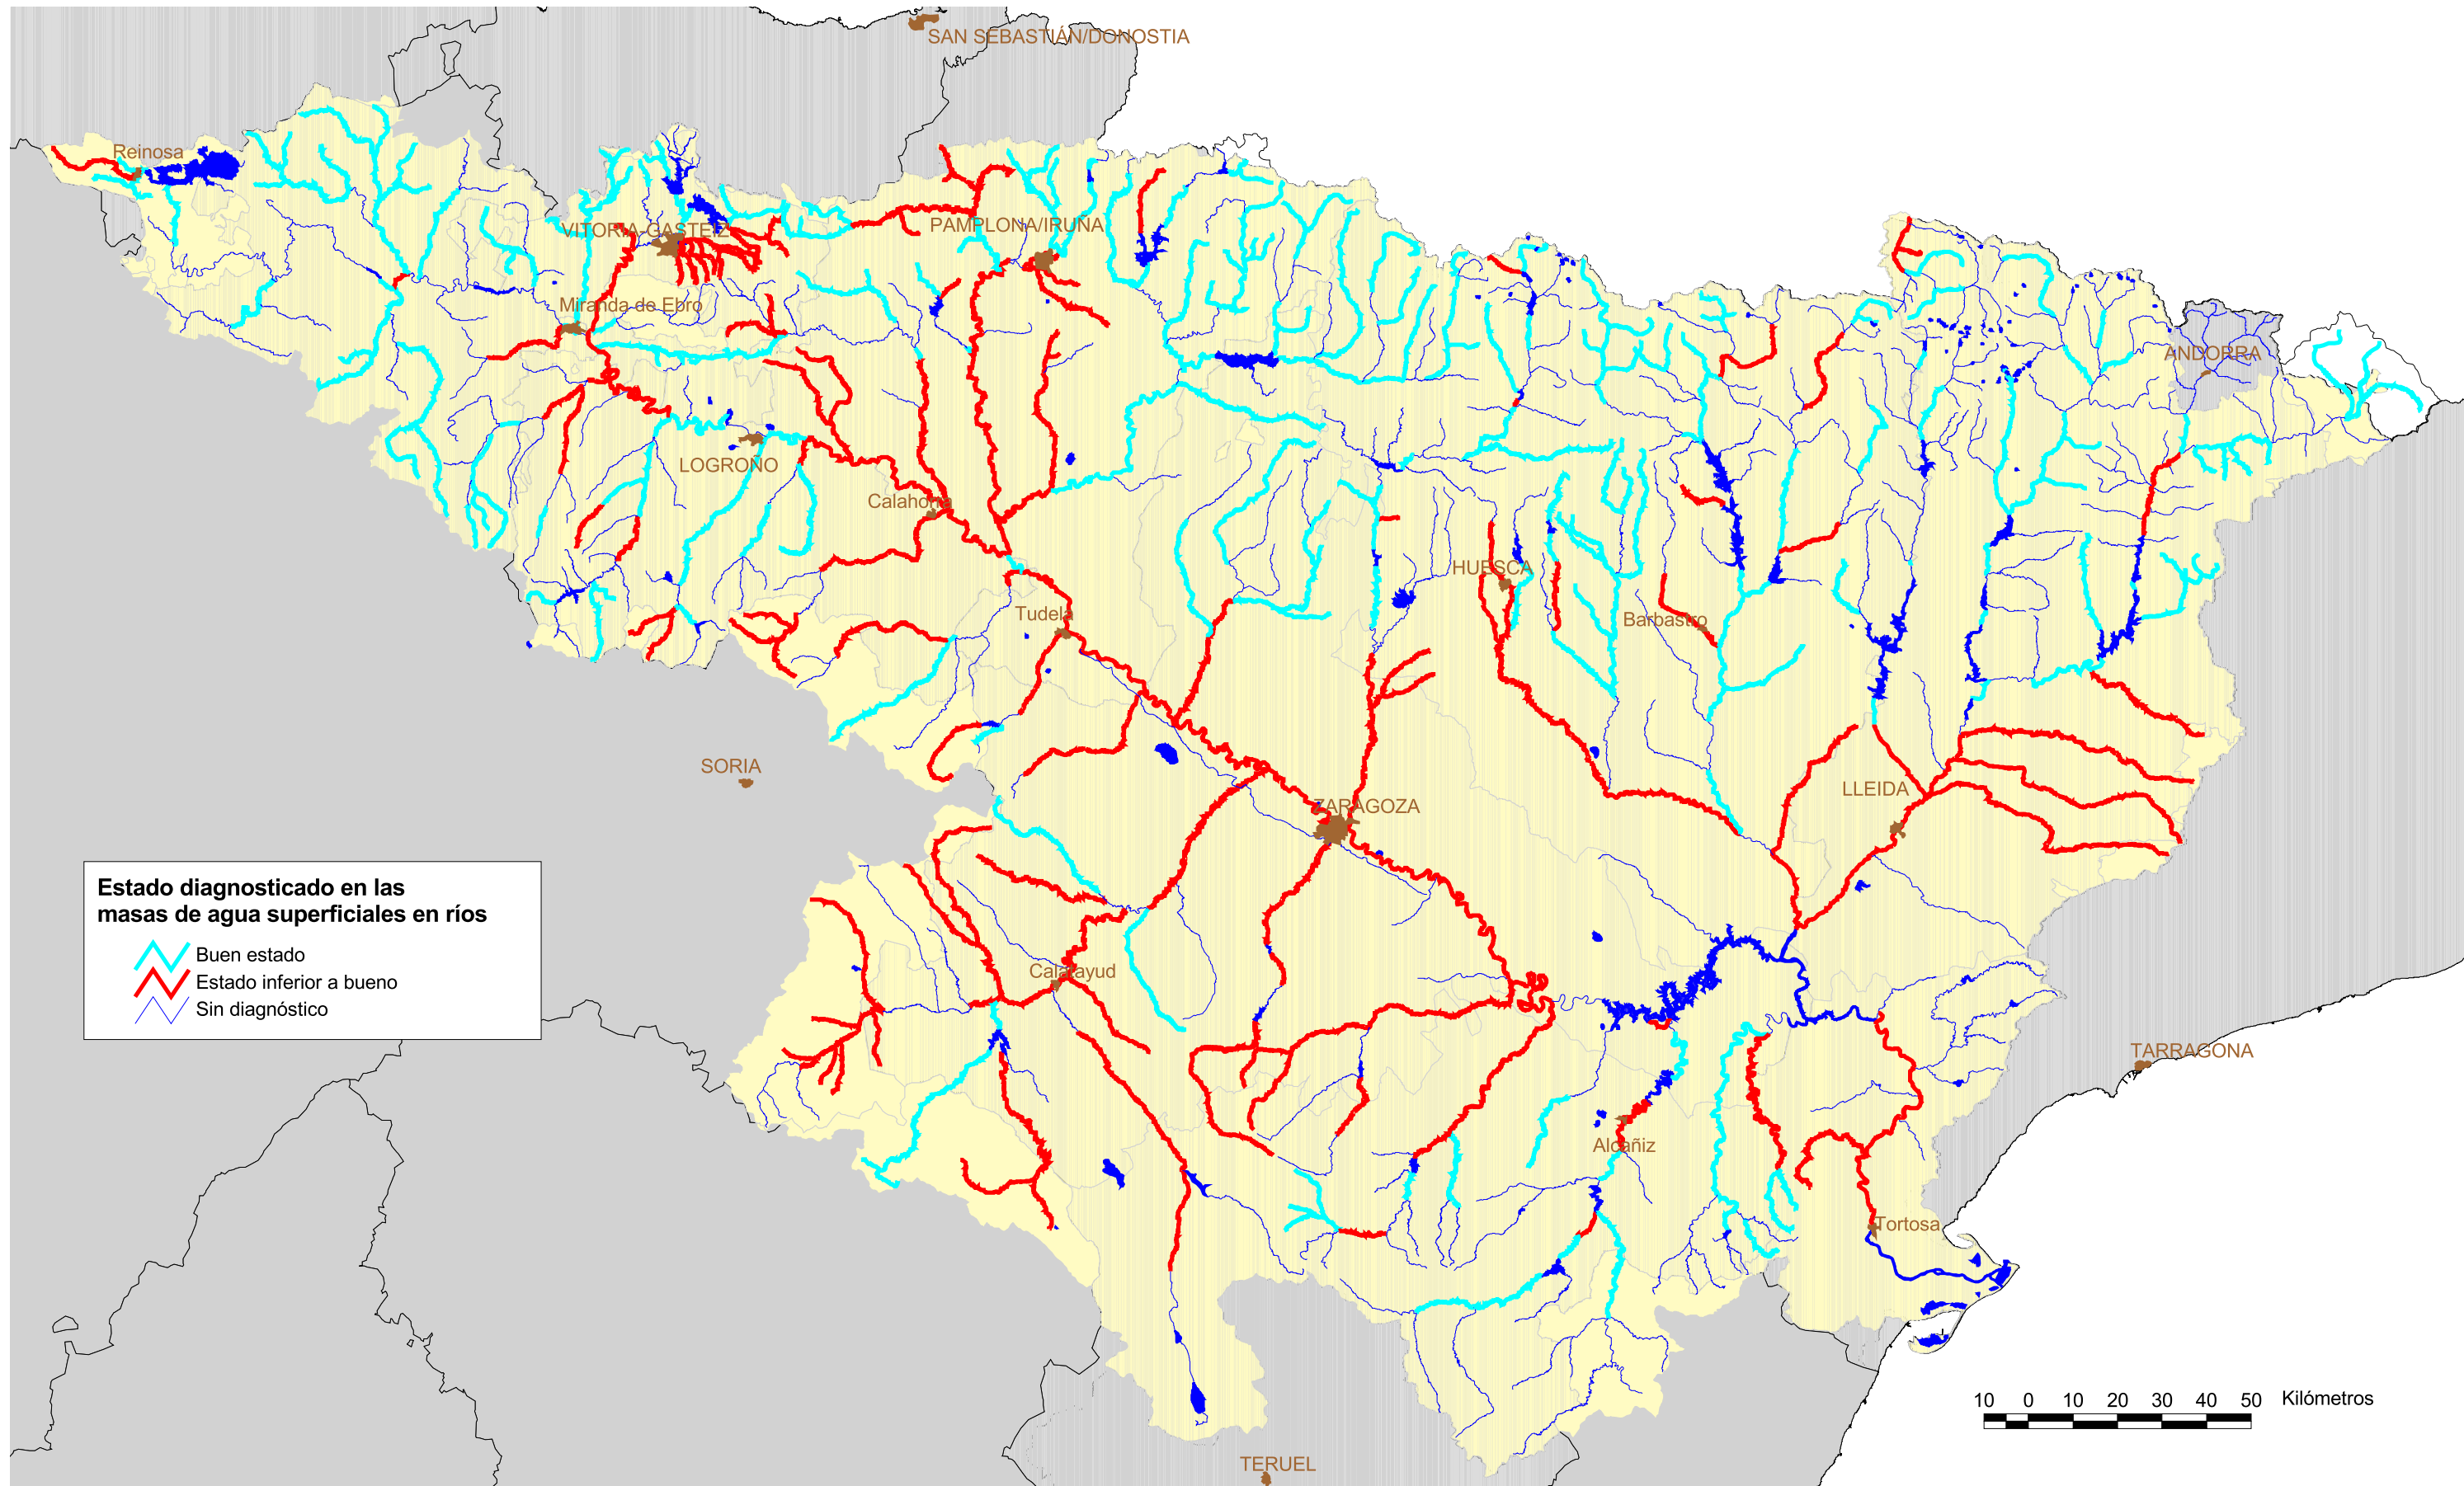 SAN SEBASTIÁN/DONOSTIA
Reinosa
VITORIA-GASTEIZ
PAMPLONA/IRUÑA
Miranda de Ebro
ANDORRA
LOGROÑO
Calahorra
HUESCA
Tudela
Barbastro
SORIA
LLEIDA
ZARAGOZA
Estado diagnosticado en las
masas de agua superficiales en ríos
Buen estado
Estado inferior a bueno
Sin diagnóstico
Calatayud
TARRAGONA
Alcañiz
Tortosa
10 0 10 20 30 40 50 Kilómetros
TERUEL